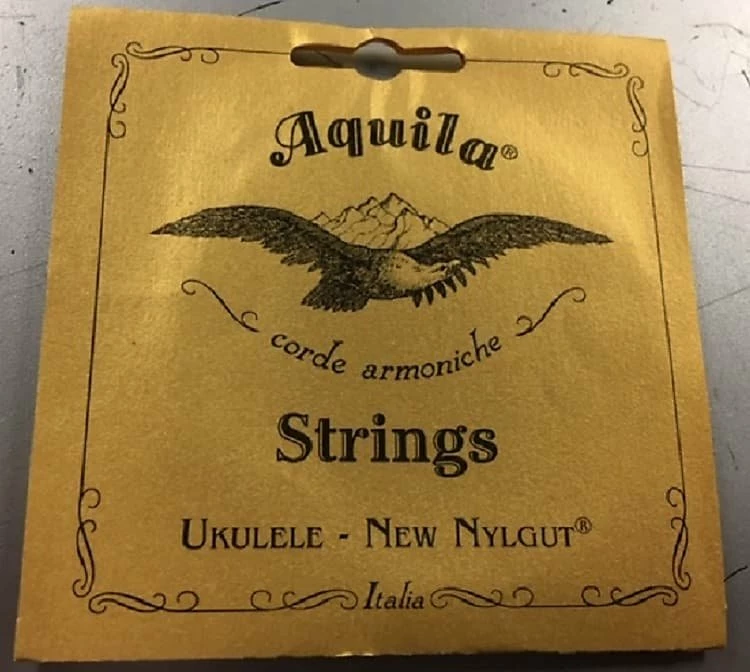 Aquila®
corde armoniche
Strings
UKULELE - NEW NYLGUT®
Italia